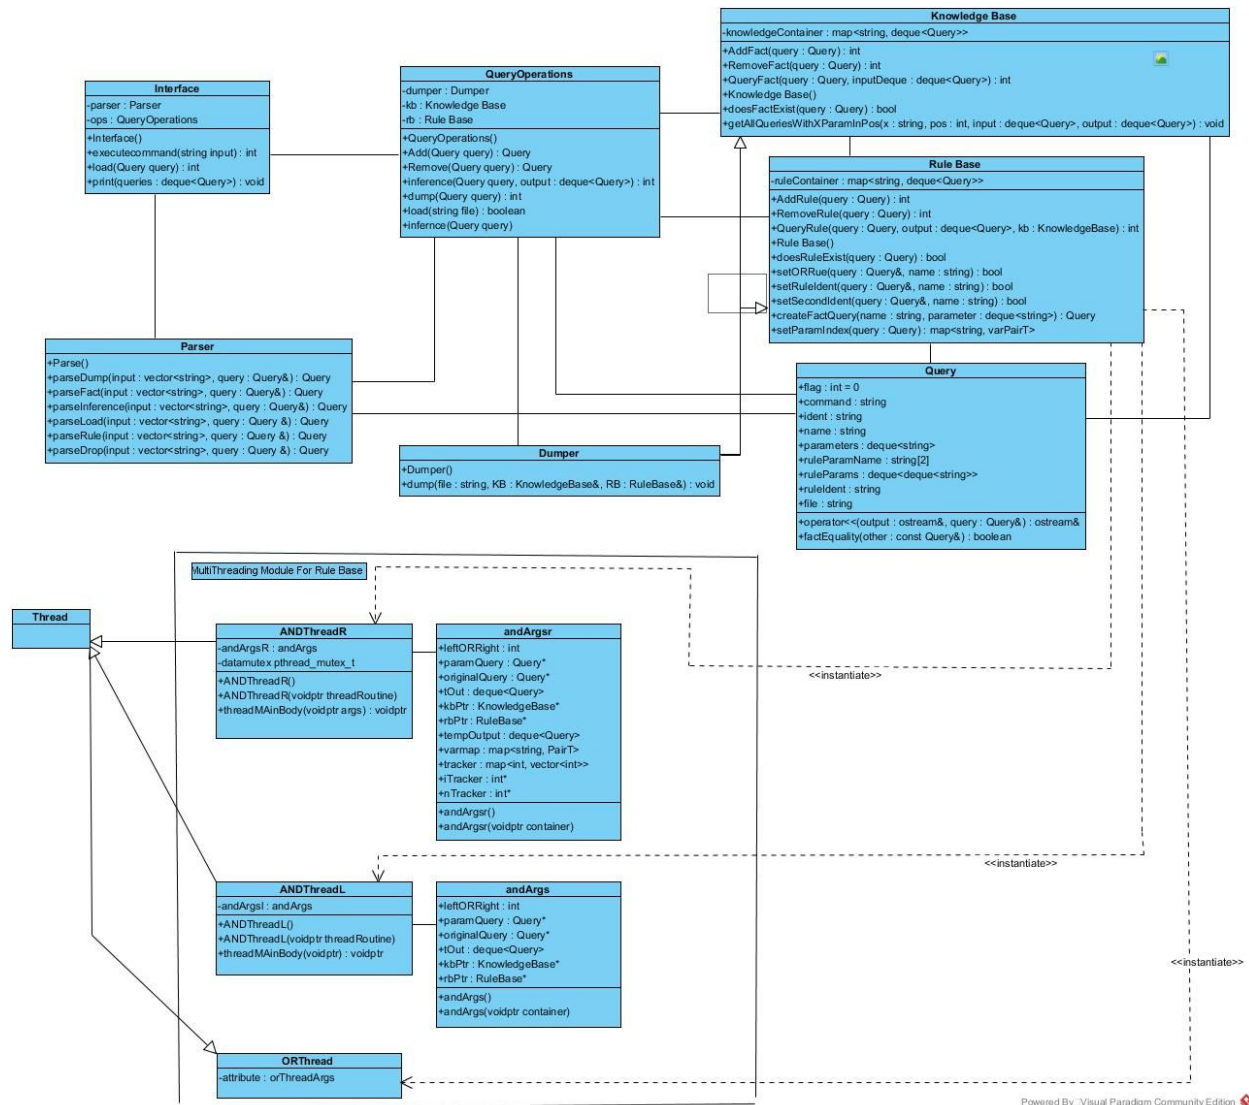 Knowledge Base
-knowledgeContainer : map<string, deque<Query>>
+AddFact(query : Query) : int
+RemoveFact(query : Query) : int
+QueryFact(query : Query, inputDeque : deque<Query>) : int
+Knowledge Base()
+doesFactExist(query : Query) : bool
+getAllQueriesWithXParamInPos(x : string, pos : int, input : deque<Query>, output : deque<Query>) : void
QueryOperations
-dumper : Dumper
-kb : Knowledge Base
-rb : Rule Base
+QueryOperations()
+Add(Query query) : Query
+Remove(Query query) : Query
+inference(Query query, output : deque<Query>) : int
+dump(Query query) : int
+load(string file) : boolean
+infernce(Query query)
Interface
-parser : Parser
-ops : QueryOperations
+Interface()
+executecommand(string input) : int
+load(Query query) : int
+print(queries : deque<Query>) : void
Rule Base
-ruleContainer : map<string, deque<Query>>
+AddRule(query : Query) : int
+RemoveRule(query : Query) : int
+QueryRule(query : Query, output : deque<Query>, kb : KnowledgeBase) : int
+Rule Base()
+doesRuleExist(query : Query) : bool
+setORRue(query : Query&, name : string) : bool
+setRuleIdent(query : Query&, name : string) : bool
+setSecondIdent(query : Query&, name : string) : bool
+createFactQuery(name : string, parameter : deque<string>) : Query
+setParamIndex(query : Query) : map<string, varPairT>
Parser
+Parse()
+parseDump(input : vector<string>, query : Query&) : Query
+parseFact(input : vector<string>, query : Query&) : Query
+parseInference(input : vector<string>, query : Query&) : Query
+parseLoad(input : vector<string>, query : Query &) : Query
+parseRule(input : vector<string>, query : Query &) : Query
+parseDrop(input : vector<string>, query : Query &) : Query
Query
+flag : int = 0
+command : string
+ident : string
+name : string
+parameters : deque<string>
+ruleParamName : string[2]
+ruleParams : deque<deque<string>>
+ruleIdent : string
+file : string
+operator<<(output : ostream&, query : Query&) : ostream&
+factEquality(other : const Query&) : boolean
Dumper
+Dumper()
+dump(file : string, KB : KnowledgeBase&, RB : RuleBase&) : void
MultiThreading Module For Rule Base
Thread
ANDThreadR
-andArgsR : andArgs
-datamutex pthread_mutex_t
+ANDThreadR()
+ANDThreadR(voidptr threadRoutine)
+threadMAinBody(voidptr args) : voidptr
andArgsr
+leftORRight : int
+paramQuery : Query*
+originalQuery : Query*
+tOut : deque<Query>
+kbPtr : KnowledgeBase*
+rbPtr : RuleBase*
+tempOutput : deque<Query>
+varmap : map<string, PairT>
+tracker : map<int, vector<int>>
+iTracker : int*
+nTracker : int*
+andArgsr()
+andArgsr(voidptr container)
<<instantiate>>
<<instantiate>>
ANDThreadL
-andArgsl : andArgs
+ANDThreadL()
+ANDThreadL(voidptr threadRoutine)
+threadMAinBody(voidptr) : voidptr
andArgs
+leftORRight : int
+paramQuery : Query*
+originalQuery : Query*
+tOut : deque<Query>
+kbPtr : KnowledgeBase*
+rbPtr : RuleBase*
+andArgs()
+andArgs(voidptr container)
<<instantiate>>
ORThread
-attribute : orThreadArgs
Powered By Visual Paradigm Community Edition